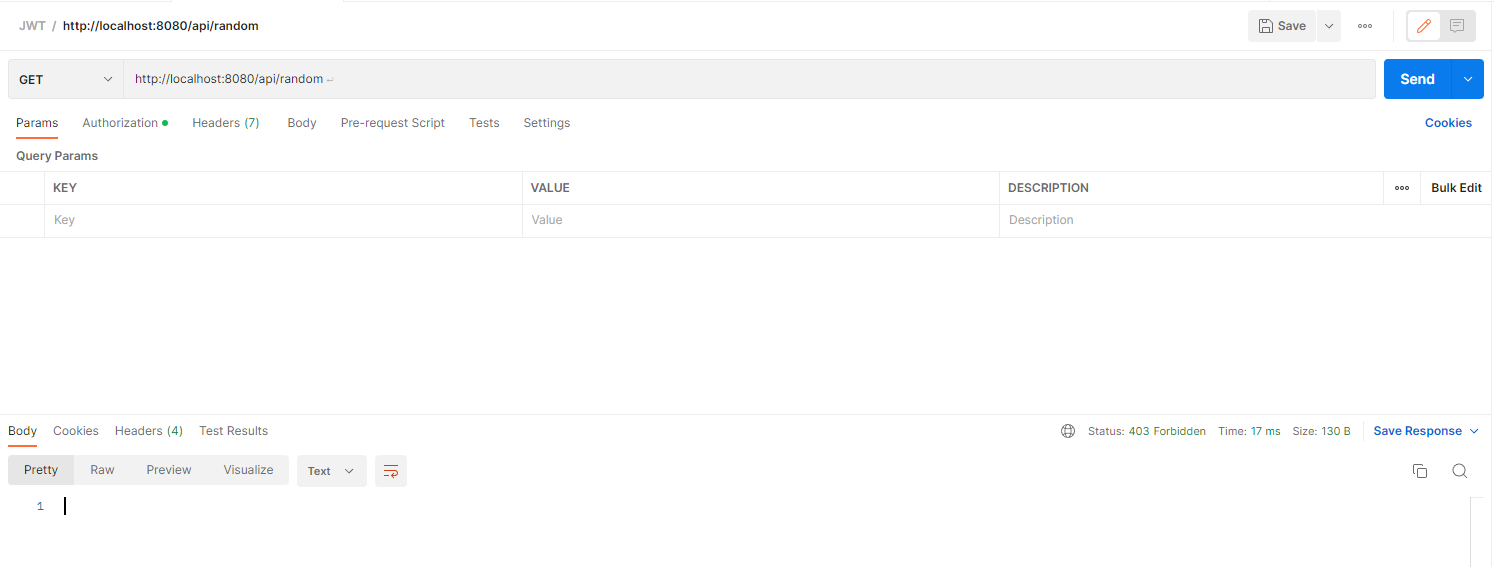 JWT / http://localhost:8080/api/random
Save
GET http://localhost:8080/api/random ↵
Send
Params Authorization Headers (7) Body Pre-request Script Tests Settings Cookies
Query Params
KEY VALUE DESCRIPTION Bulk Edit
Key Value Description
Body Cookies Headers (4) Test Results Status: 403 Forbidden Time: 17 ms Size: 130 B Save Response
Pretty Raw Preview Visualize Text
1